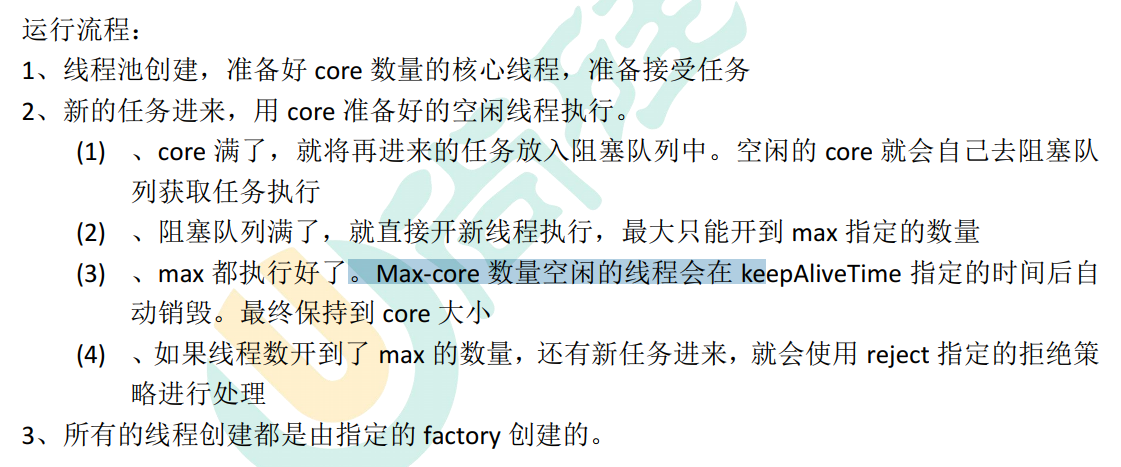 运行流程：
1、线程池创建，准备好 core 数量的核心线程，准备接受任务
2、新的任务进来，用 core 准备好的空闲线程执行。
(1) 、core 满了，就将再进来的任务放入阻塞队列中。空闲的 core 就会自己去阻塞队
列获取任务执行
(2) 、阻塞队列满了，就直接开新线程执行，最大只能开到 max 指定的数量
(3) 、max 都执行好了。Max-core 数量空闲的线程会在 keepAliveTime 指定的时间后自
动销毁。最终保持到 core 大小
(4) 、如果线程数开到了 max 的数量，还有新任务进来，就会使用 reject 指定的拒绝策
略进行处理
3、所有的线程创建都是由指定的 factory 创建的。